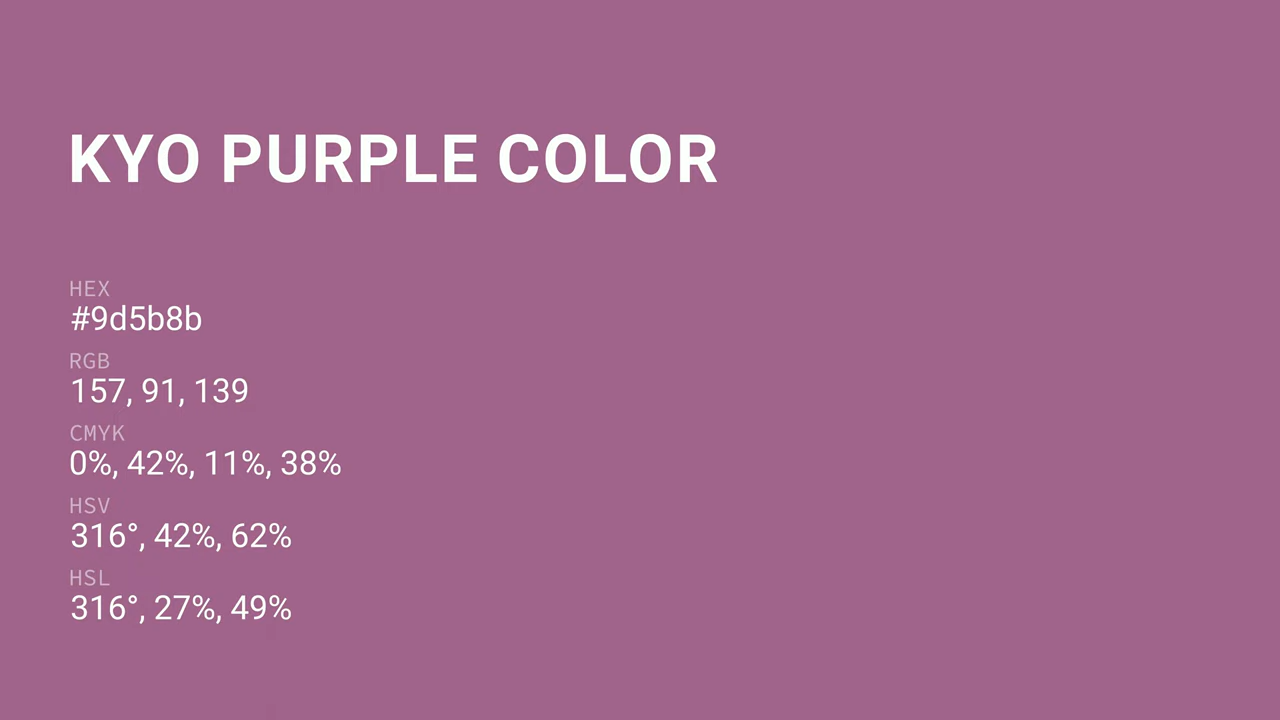 KYO PURPLE COLOR
HEX
#9d5b8b
RGB
157, 91, 139
CMYK
0%, 42%, 11%, 38%
HSV
316°, 42%, 62%
HSL
316°, 27%, 49%